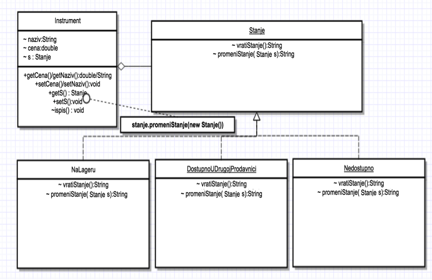 Instrument
~ naziv:String
~ cena:double
~ s : Stanje
+getCena()/getNaziv():double/String
+setCena()/setNaziv():void
+getS() : Stanje
+setS():void
~ispis() : void
Stanje
~ vratiStanje():String
~ promeniStanje( Stanje s):String
stanje.promeniStanje(new Stanje())
NaLageru
~ vratiStanje():String
~ promeniStanje( Stanje s):String
DostupnoUDrugojProdavnici
~ vratiStanje():String
~ promeniStanje( Stanje s):String
Nedostupno
~ vratiStanje():String
~ promeniStanje( Stanje s):String